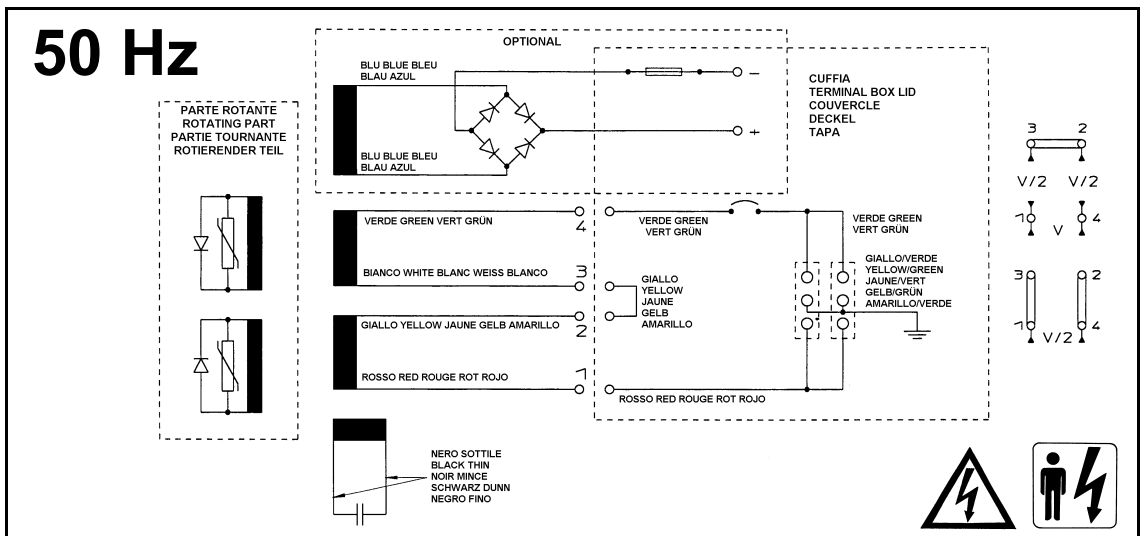 50 Hz
OPTIONAL
BLU BLUE BLEU
BLAU AZUL
−
+
BLU BLUE BLEU
BLAU AZUL
CUFFIA
TERMINAL BOX LID
COUVERCLE
DECKEL
TAPA
PARTE ROTANTE
ROTATING PART
PARTIE TOURNANTE
ROTIERENDER TEIL
VERDE GREEN VERT GRÜN
4
BIANCO WHITE BLANC WEISS BLANCO
3
GIALLO YELLOW JAUNE GELB AMARILLO
2
ROSSO RED ROUGE ROT ROJO
1
VERDE GREEN
VERT GRÜN
VERDE GREEN
VERT GRÜN
GIALLO
YELLOW
JAUNE
GELB
AMARILLO
GIALLO/VERDE
YELLOW/GREEN
JAUNE/VERT
GELB/GRÜN
AMARILLO/VERDE
ROSSO RED ROUGE ROT ROJO
3 2
V/2 V/2
1 V 4
3 2
1 V/2 4
NERO SOTTILE
BLACK THIN
NOIR MINCE
SCHWARZ DUNN
NEGRO FINO